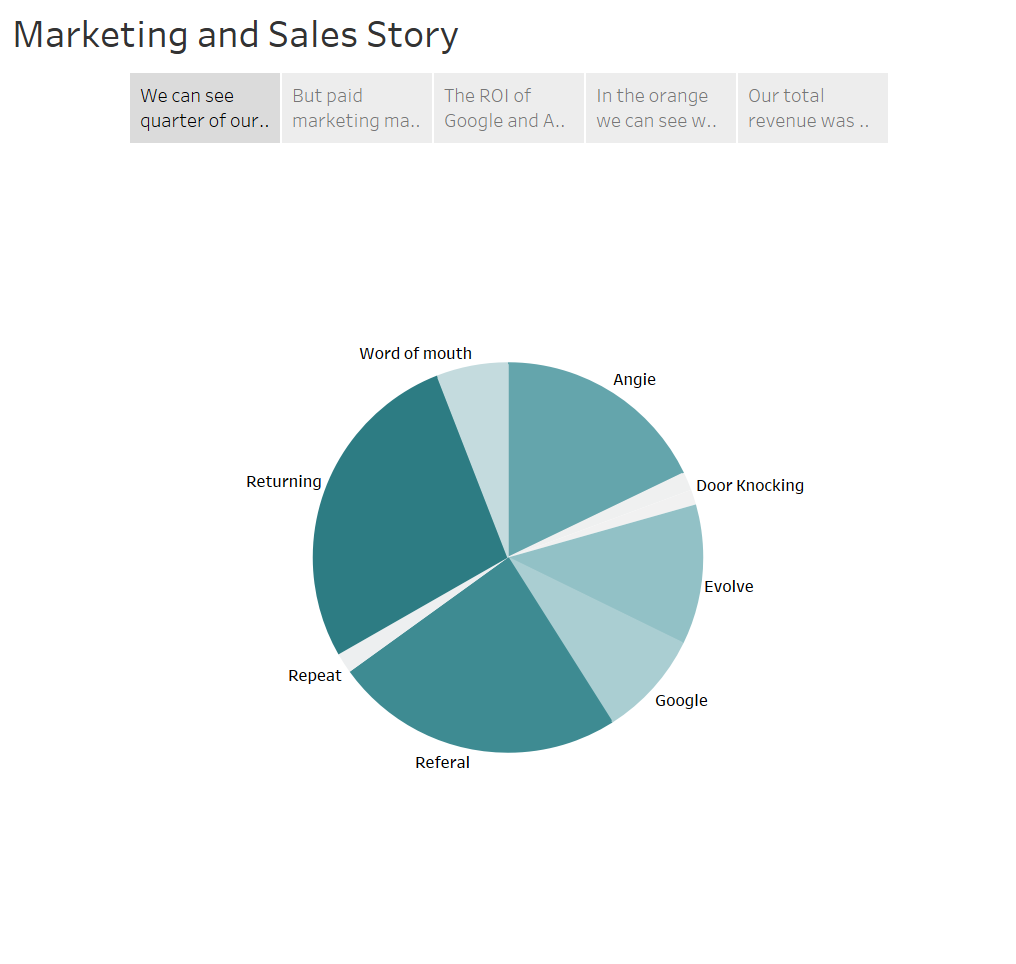 Marketing and Sales Story
We can see
quarter of our..
But paid
marketing ma..
The ROI of
Google and A..
In the orange
we can see w..
Our total
revenue was ..
Word of mouth
Angie
Returning
Door Knocking
Evolve
Repeat
Google
Referal